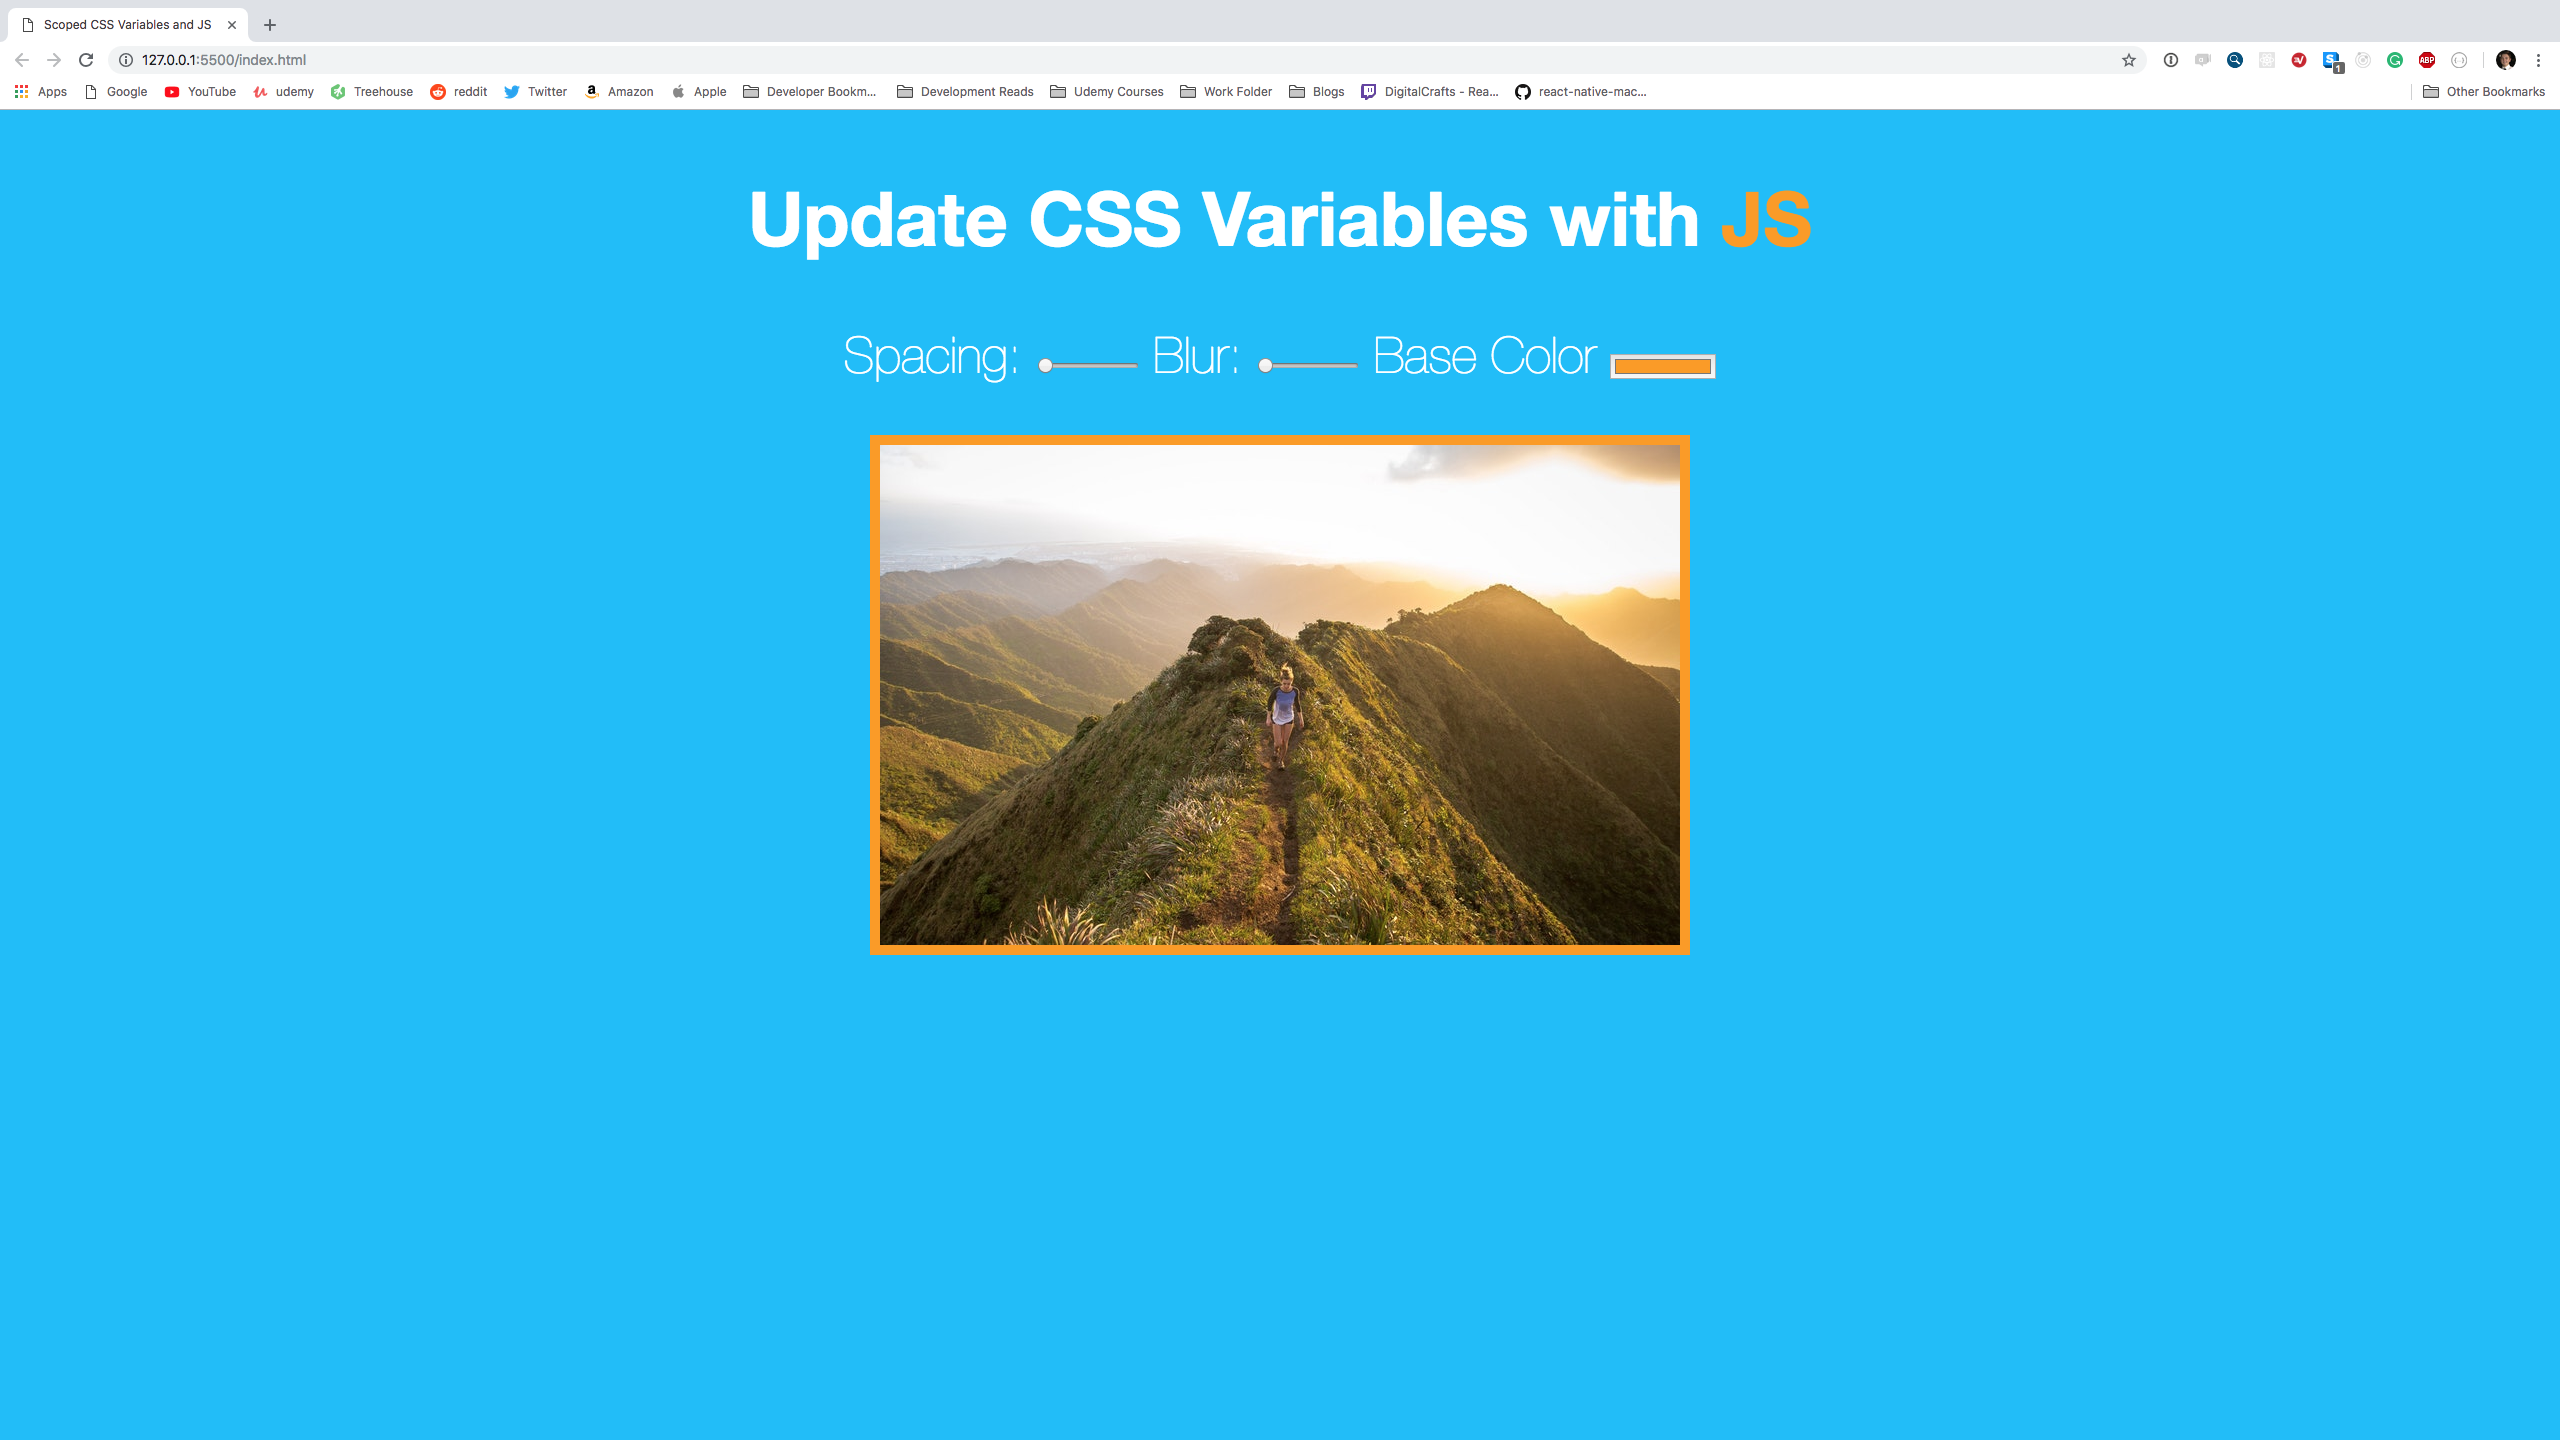 Scoped CSS Variables and JS
127.0.0.1:5500/index.html
Apps Google YouTube udemy Treehouse reddit Twitter Amazon Apple Developer Bookm... Development Reads Udemy Courses Work Folder Blogs DigitalCrafts - Rea... react-native-mac... Other Bookmarks
Update CSS Variables with JS
Spacing: Blur: Base Color